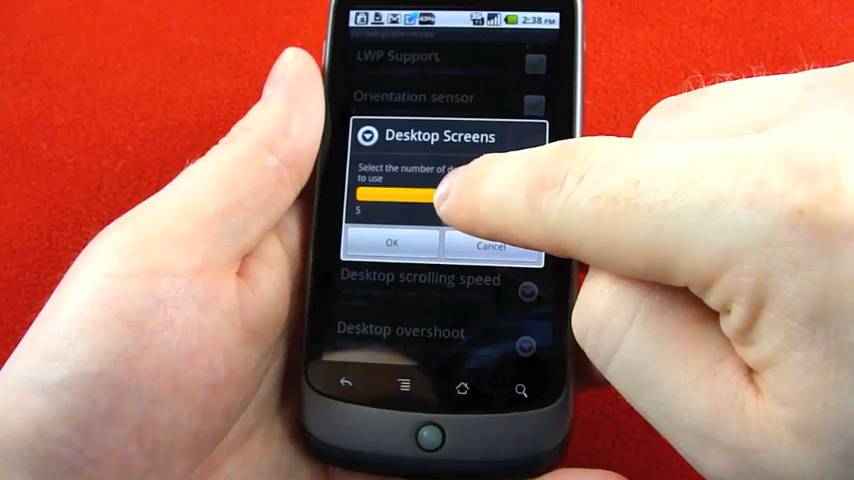 2:38 PM
LWP Support.
Orientation sensor
Desktop Screens
Select the number of
to use
5
OK
Cancel
Desktop scrolling speed
Desktop overshoot